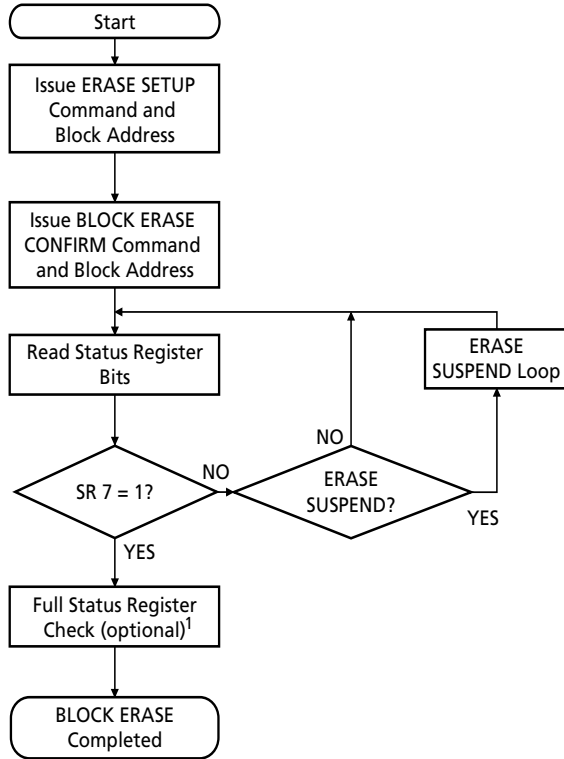 Start
Issue ERASE SETUP
Command and
Block Address
Issue BLOCK ERASE
CONFIRM Command
and Block Address
Read Status Register
Bits
ERASE
SUSPEND Loop
NO
SR 7 = 1?
NO
ERASE
SUSPEND?
YES
YES
Full Status Register
Check (optional)¹
BLOCK ERASE
Completed